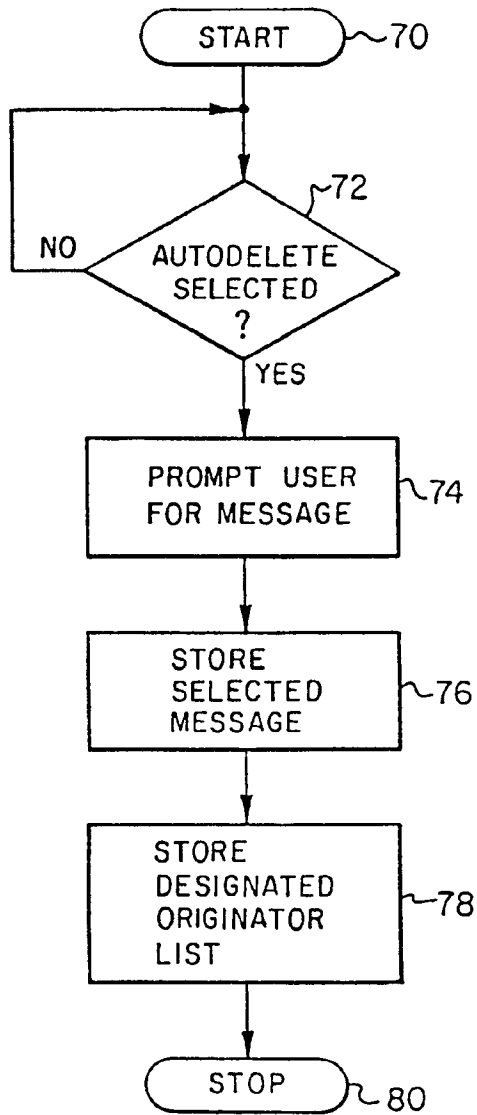 START
70
72
NO
AUTODELETE
SELECTED
?
YES
PROMPT USER
FOR MESSAGE
74
STORE
SELECTED
MESSAGE
76
STORE
DESIGNATED
ORIGINATOR
LIST
78
STOP
80